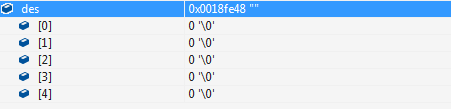 des 0x0018fe48 ""
[0] 0 '\0'
[1] 0 '\0'
[2] 0 '\0'
[3] 0 '\0'
[4] 0 '\0'